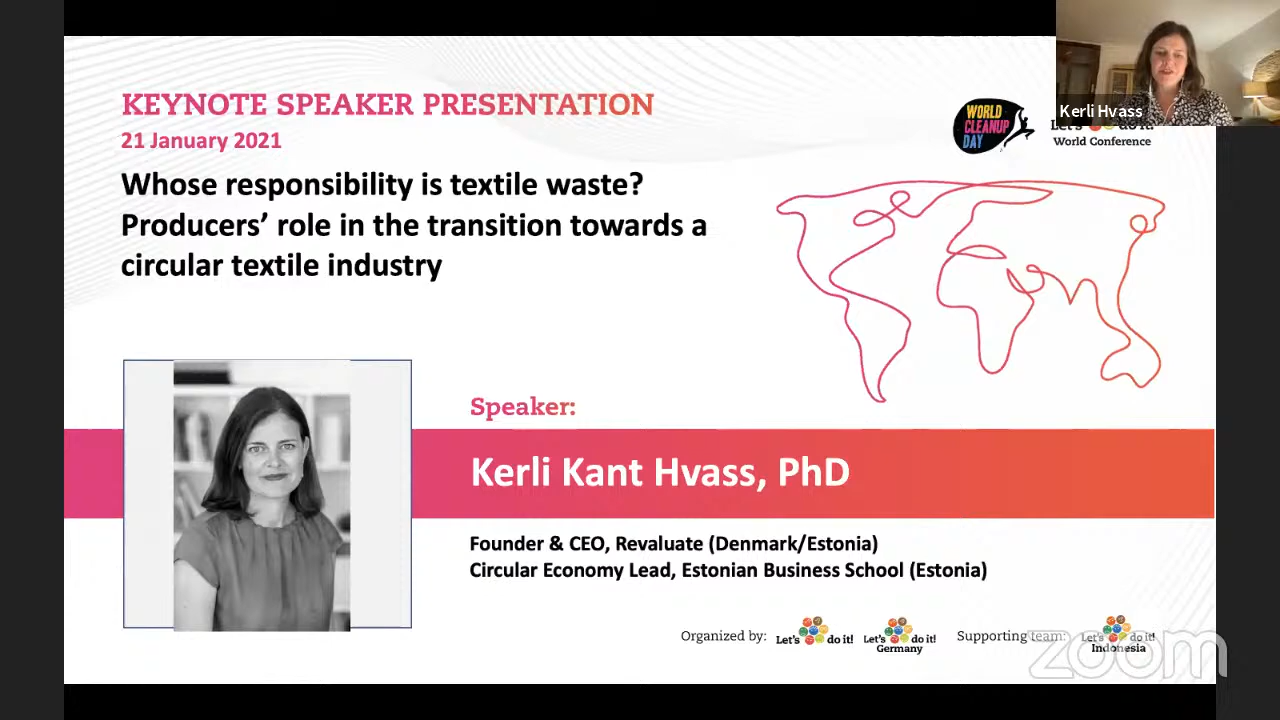 KEYNOTE SPEAKER PRESENTATION
21 January 2021
Whose responsibility is textile waste?
Producers' role in the transition towards a
circular textile industry
WORLD
CLEANUP
DAY
Kerli Hvass
Let's do it!
World Conference
Speaker:
Kerli Kant Hvass, PhD
Founder & CEO, Revaluate (Denmark/Estonia)
Circular Economy Lead, Estonian Business School (Estonia)
Organized by:
Let's do it!
Let's do it!
Germany
Supporting team:
Let's do it!
Indonesia
zoom